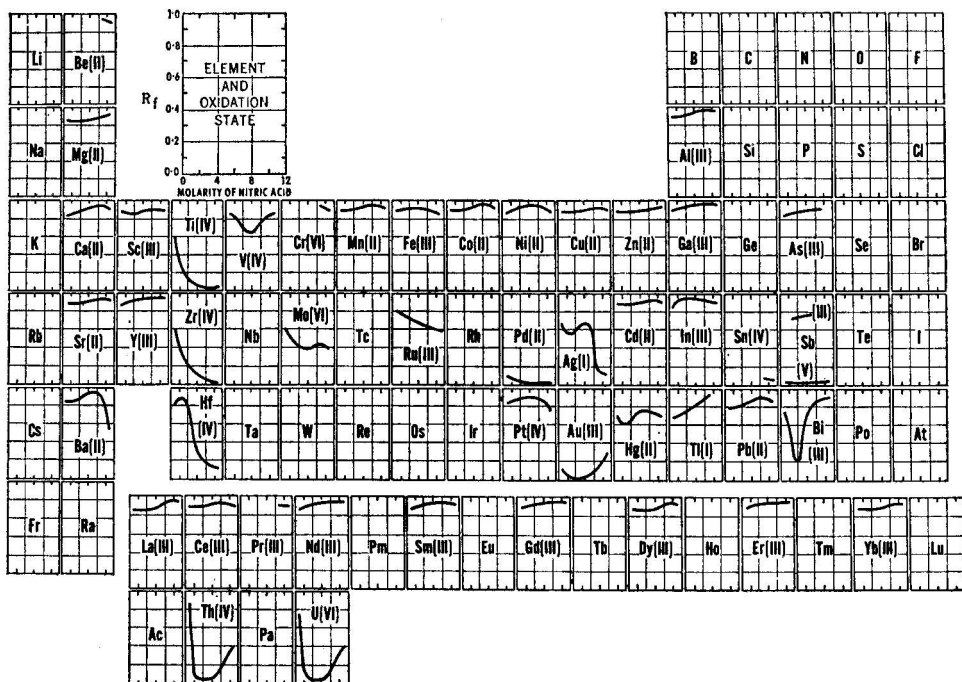 1·0
0·8
0·6
0·4
0·2
0·0
R_f
ELEMENT
AND
OXIDATION
STATE
0 4 8 12
MOLARITY OF NITRIC ACID
Li Be(II) B C N O F
Na Mg(II) Al(III) Si P S Cl
K Ca(II) Sc(III) Ti(IV) V(IV) Cr(VI) Mn(II) Fe(III) Co(II) Ni(II) Cu(II) Zn(II) Ga(III) Ge As(III) Se Br
Rb Sr(II) Y(III) Zr(IV) Nb Mo(VI) Tc Ru(III) Rh Pd(II) Ag(I) Cd(II) In(III) Sn(IV) (III) Sb (V) Te I
Cs Ba(II) Hf (IV) Ta W Re Os Ir Pt(IV) Au(III) Hg(II) Tl(I) Pb(II) Bi (III) Po At
Fr Ra
La(III) Ce(III) Pr(III) Nd(III) Pm Sm(III) Eu Gd(III) Tb Dy(III) Ho Er(III) Tm Yb(III) Lu
Ac Th(IV) Pa U(VI)